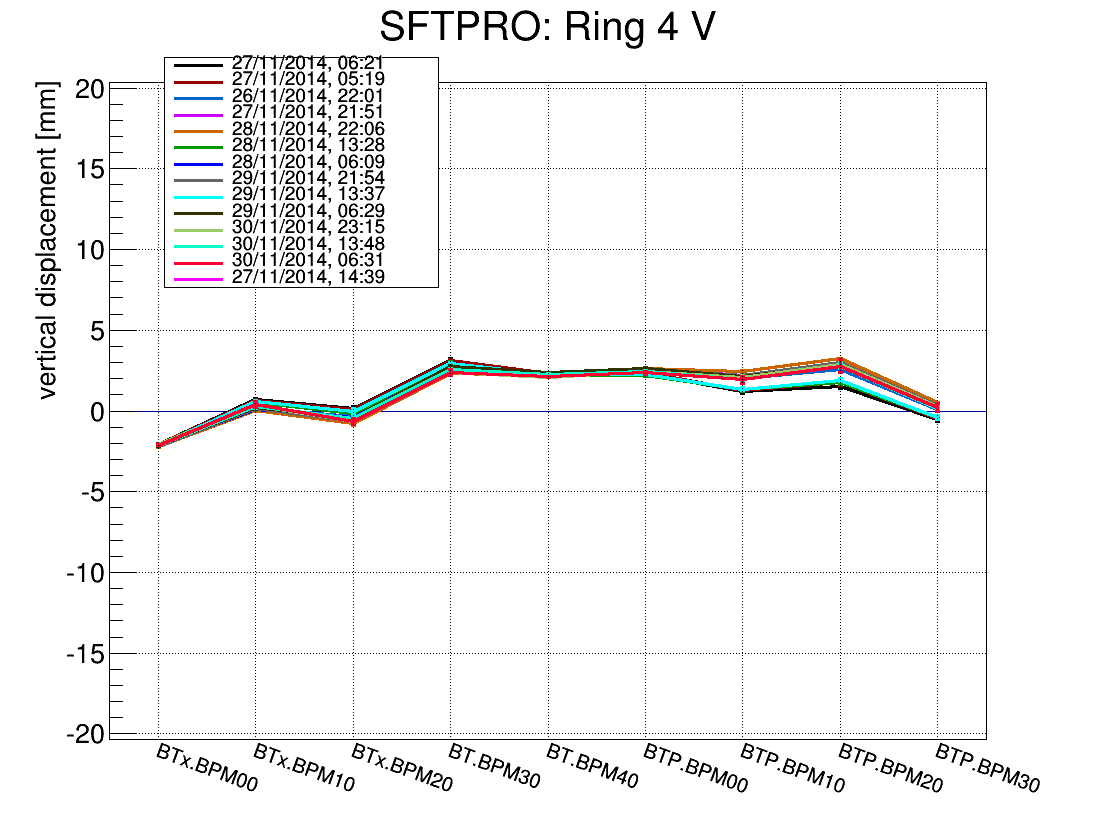 SFTPRO: Ring 4 V
vertical displacement [mm]
27/11/2014, 06:21
27/11/2014, 05:19
26/11/2014, 22:01
27/11/2014, 21:51
28/11/2014, 22:06
28/11/2014, 13:28
28/11/2014, 06:09
29/11/2014, 21:54
29/11/2014, 13:37
29/11/2014, 06:29
30/11/2014, 23:15
30/11/2014, 13:48
30/11/2014, 06:31
27/11/2014, 14:39
20
15
10
5
0
-5
-10
-15
-20
BTx.BPM00
BTx.BPM10
BTx.BPM20
BT.BPM30
BT.BPM40
BTP.BPM00
BTP.BPM10
BTP.BPM20
BTP.BPM30